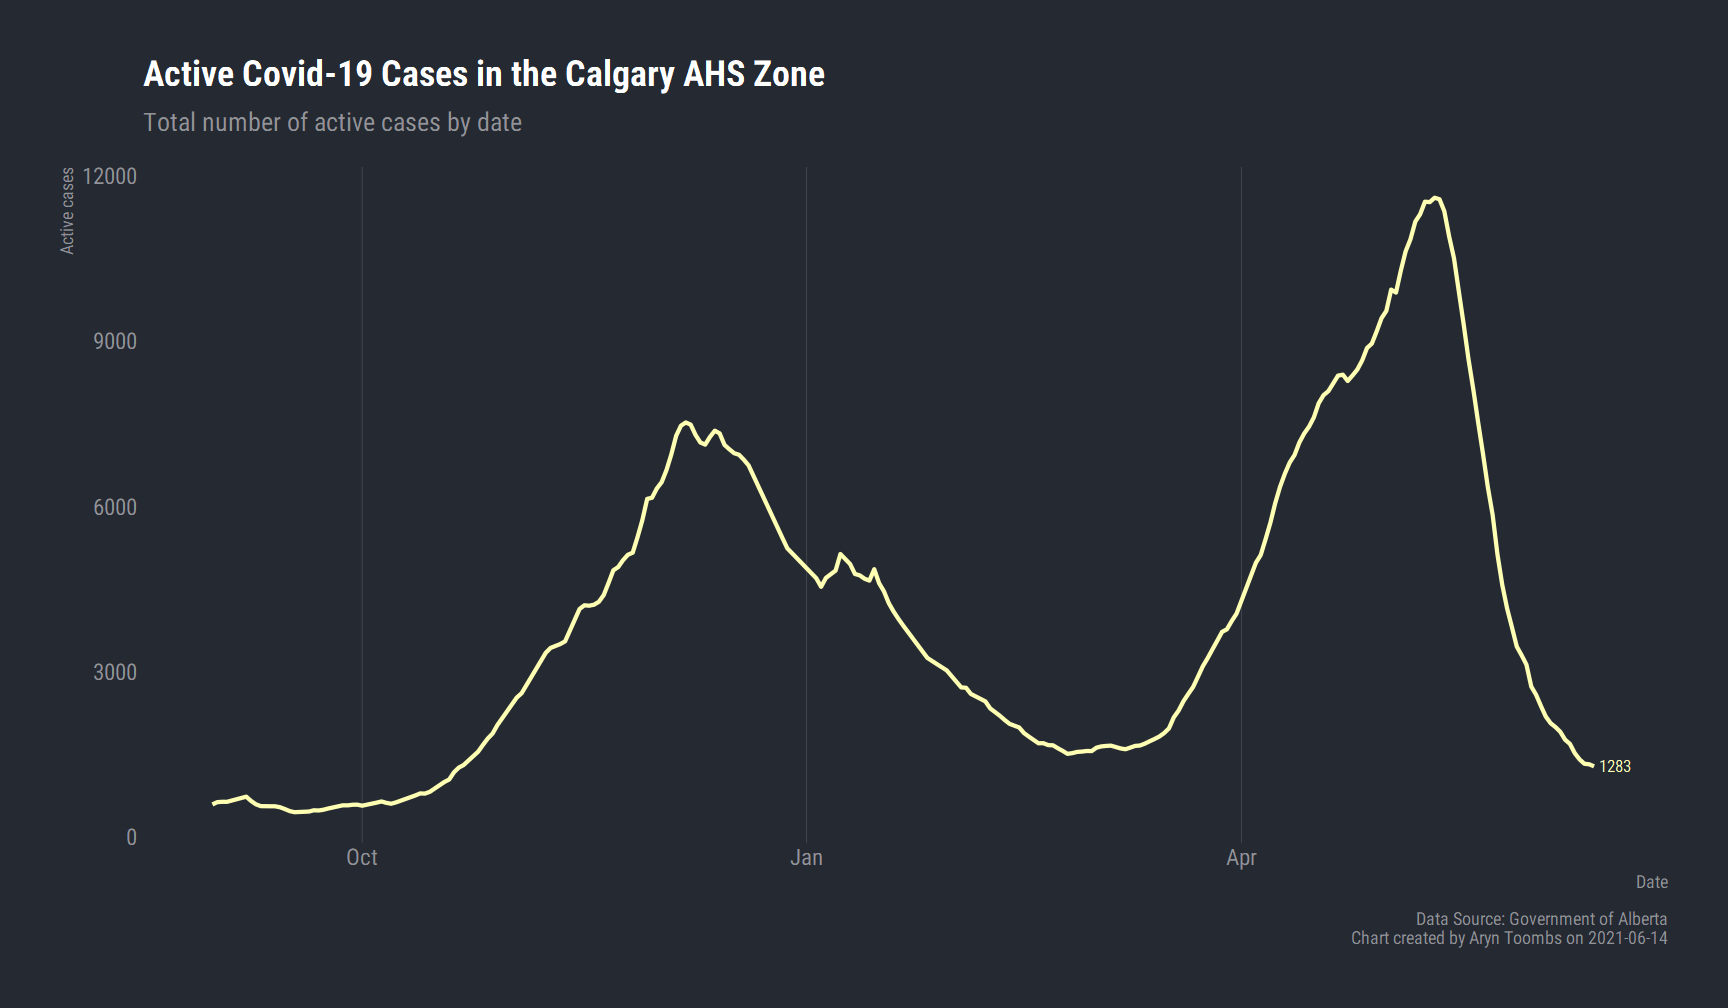 Active Covid-19 Cases in the Calgary AHS Zone
Total number of active cases by date
Active cases
12000
9000
6000
3000
0
1283
Oct
Jan
Apr
Date
Data Source: Government of Alberta
Chart created by Aryn Toombs on 2021-06-14